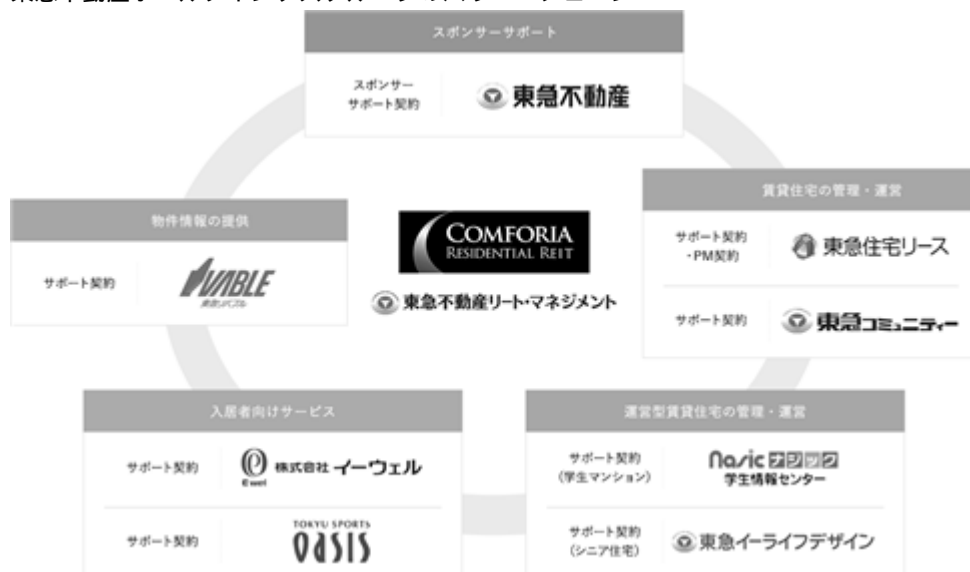 スポンサーサポート
スポンサー
サポート契約
東急不動産
物件情報の提供
サポート契約
LIVABLE
東急リバブル
COMFORIA
RESIDENTIAL REIT
東急不動産リート・マネジメント
賃貸住宅の管理・運営
サポート契約
・PM契約
東急住宅リース
サポート契約
東急コミュニティー
入居者向けサービス
サポート契約
Ewel
株式会社 イーウェル
サポート契約
TOKYU SPORTS
OASIS
運営型賃貸住宅の管理・運営
サポート契約
(学生マンション)
Nasic ナジック
学生情報センター
サポート契約
(シニア住宅)
東急イーライフデザイン